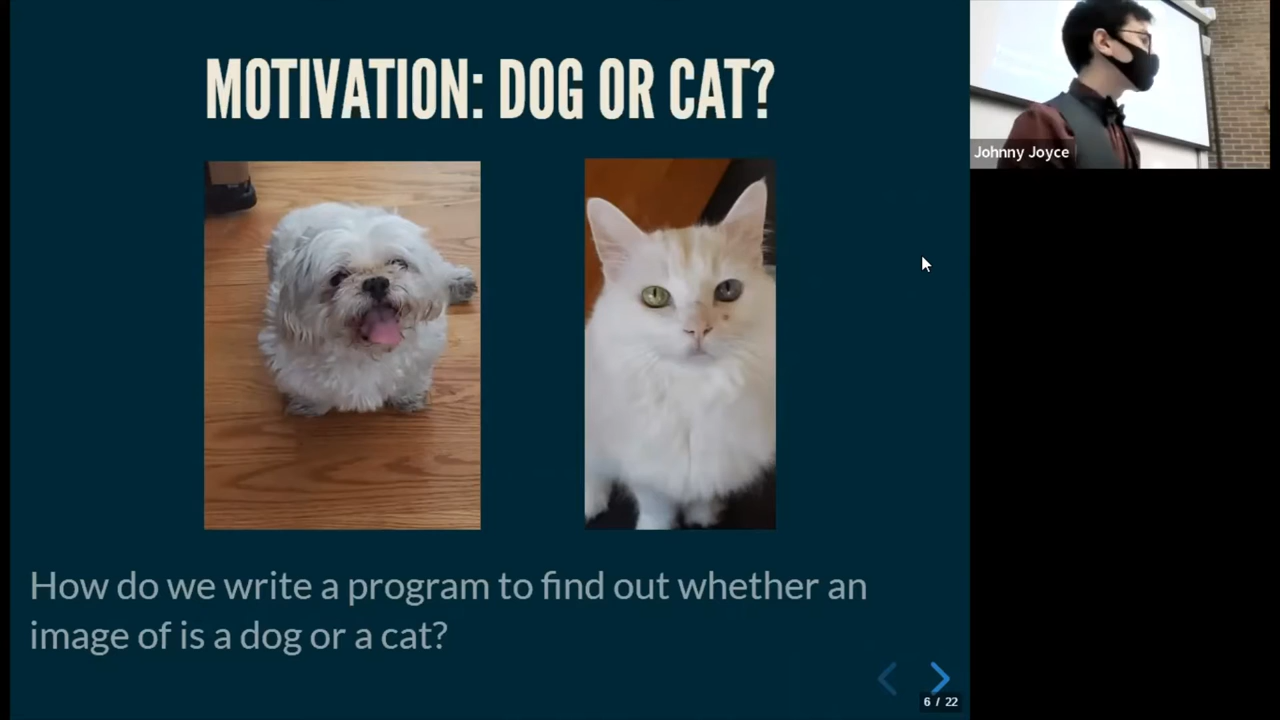 MOTIVATION: DOG OR CAT?
Johnny Joyce
How do we write a program to find out whether an
image of is a dog or a cat?
6 / 22